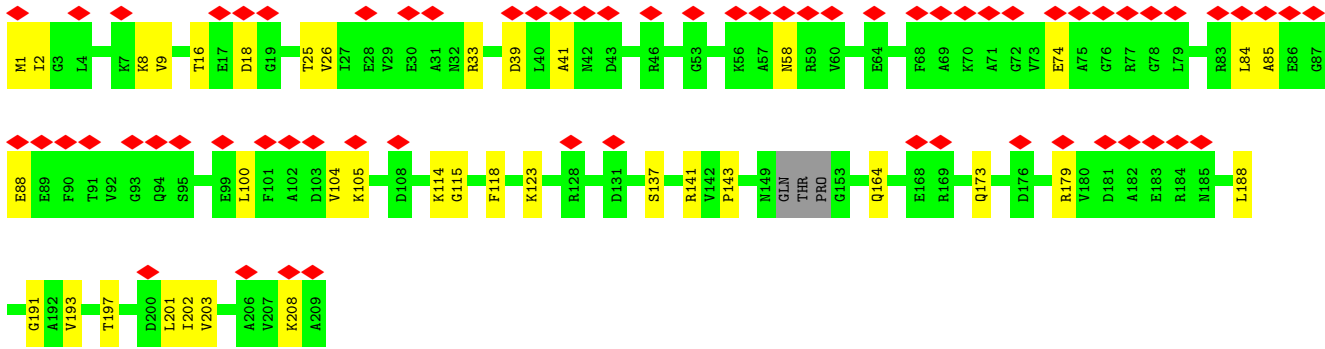 M1 I2 G3 L4 K7 K8 V9 T16 E17 D18 G19 T25 V26 I27 E28 V29 E30 A31 N32 R33 D39 L40 A41 N42 D43 R46 G53 K56 A57 N58 R59 V60 E64 F68 A69 K70 A71 G72 V73 E74 A75 G76 R77 G78 L79 R83 L84 A85 E86 G87
E88 E89 F90 T91 V92 G93 Q94 S95 E99 L100 F101 A102 D103 V104 K105 D108 K114 G115 F118 K123 R128 D131 S137 R141 V142 P143 N149 GLN THR PRO G153 Q164 E168 R169 Q173 D176 R179 V180 D181 A182 E183 R184 N185 L188
G191 A192 V193 T197 D200 L201 I202 V203 A206 V207 K208 A209